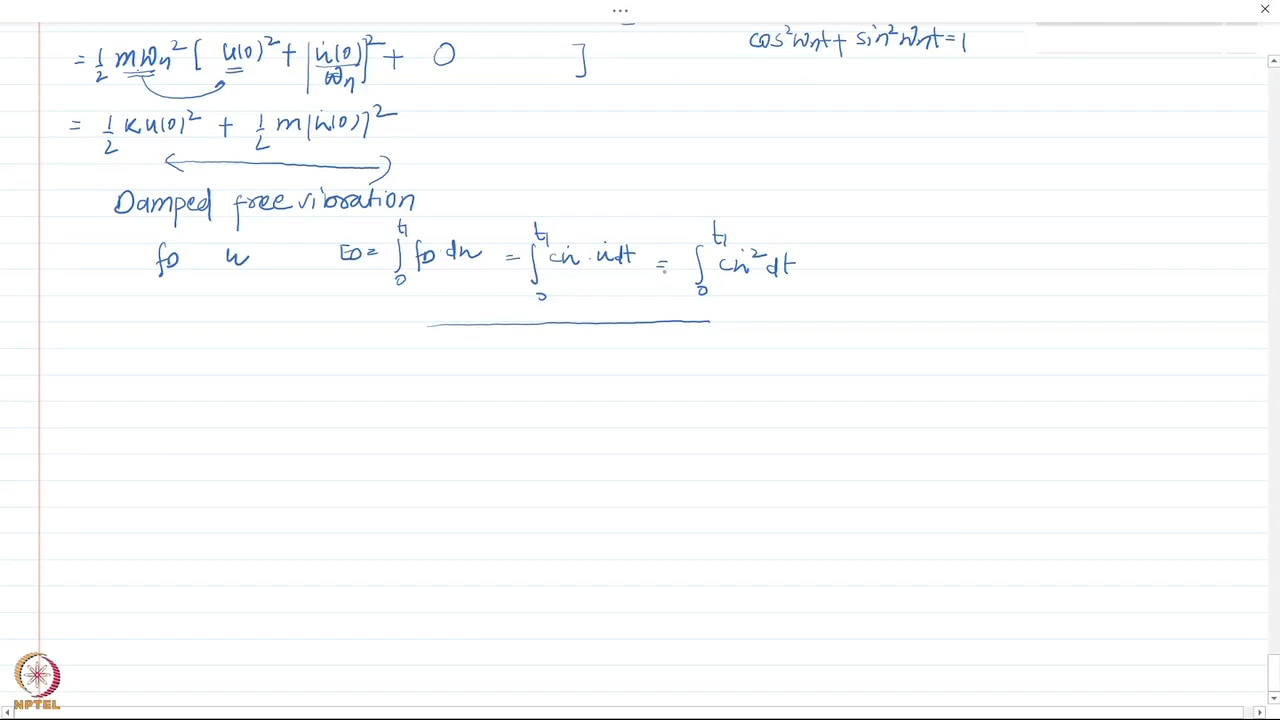 cos²ωnt + sin²ωnt = 1
= 1/2 mωn² [ u(0)² + [u̇(0)/ωn]² + 0 ]
= 1/2 k u(0)² + 1/2 m[u̇(0)]²
Damped free vibration
fD u ED = ∫₀^t1 fD du = ∫₀^t1 cu̇ · u̇dt = ∫₀^t1 cu̇² dt
NPTEL